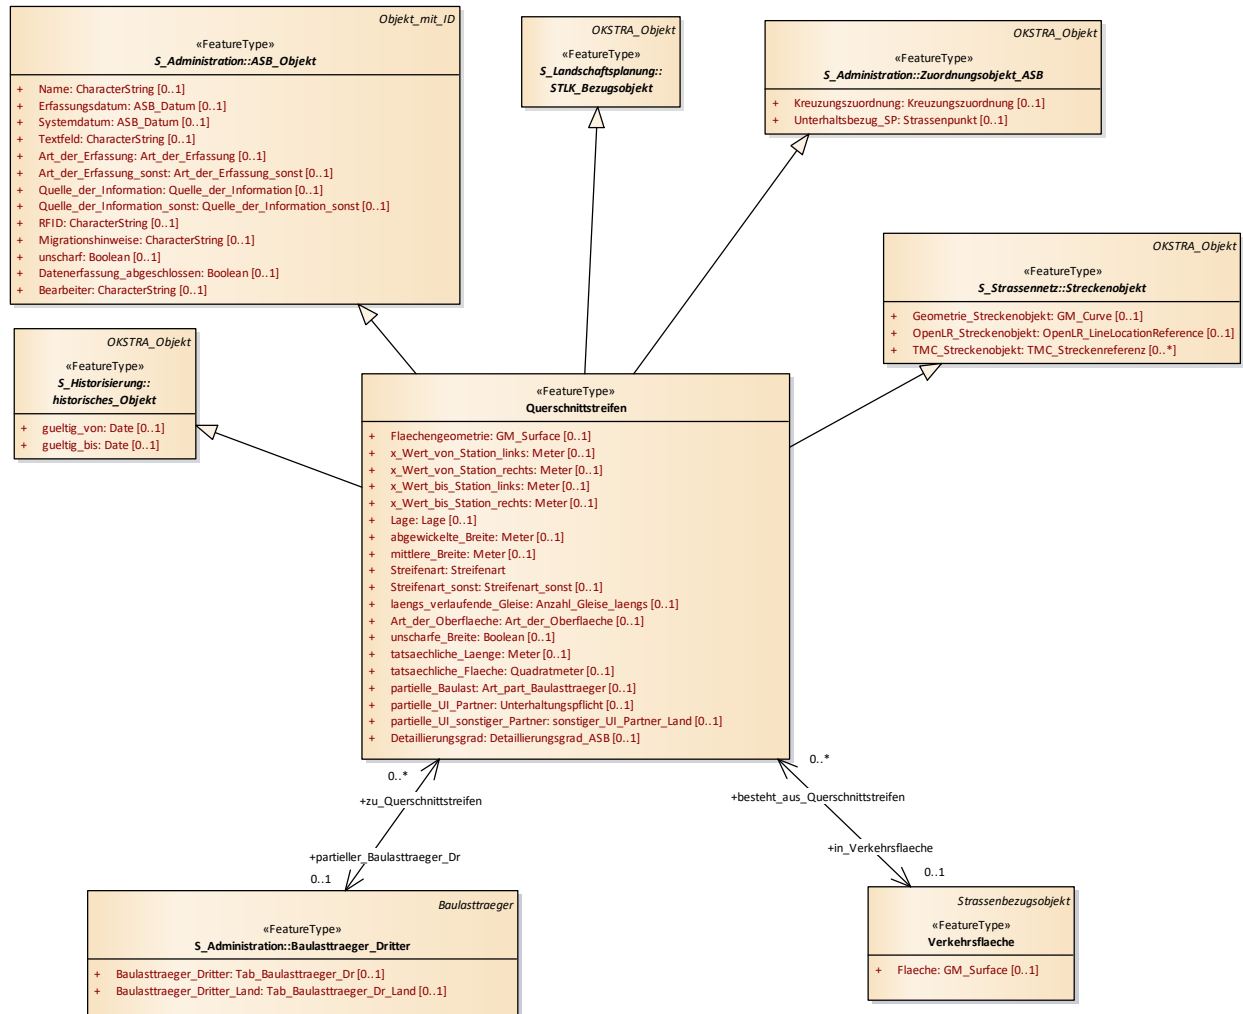 Objekt_mit_ID
«FeatureType»
S_Administration::ASB_Objekt
+ Name: CharacterString [0..1]
+ Erfassungsdatum: ASB_Datum [0..1]
+ Systemdatum: ASB_Datum [0..1]
+ Textfeld: CharacterString [0..1]
+ Art_der_Erfassung: Art_der_Erfassung [0..1]
+ Art_der_Erfassung_sonst: Art_der_Erfassung_sonst [0..1]
+ Quelle_der_Information: Quelle_der_Information [0..1]
+ Quelle_der_Information_sonst: Quelle_der_Information_sonst [0..1]
+ RFID: CharacterString [0..1]
+ Migrationshinweise: CharacterString [0..1]
+ unscharf: Boolean [0..1]
+ Datenerfassung_abgeschlossen: Boolean [0..1]
+ Bearbeiter: CharacterString [0..1]
OKSTRA_Objekt
«FeatureType»
S_Landschaftsplanung::
STLK_Bezugsobjekt
OKSTRA_Objekt
«FeatureType»
S_Administration::Zuordnungsobjekt_ASB
+ Kreuzungszuordnung: Kreuzungszuordnung [0..1]
+ Unterhaltsbezug_SP: Strassenpunkt [0..1]
OKSTRA_Objekt
«FeatureType»
S_Strassennetz::Streckenobjekt
+ Geometrie_Streckenobjekt: GM_Curve [0..1]
+ OpenLR_Streckenobjekt: OpenLR_LineLocationReference [0..1]
+ TMC_Streckenobjekt: TMC_Streckenreferenz [0..*]
OKSTRA_Objekt
«FeatureType»
S_Historisierung::
historisches_Objekt
+ gueltig_von: Date [0..1]
+ gueltig_bis: Date [0..1]
«FeatureType»
Querschnittstreifen
+ Flaechengeometrie: GM_Surface [0..1]
+ x_Wert_von_Station_links: Meter [0..1]
+ x_Wert_von_Station_rechts: Meter [0..1]
+ x_Wert_bis_Station_links: Meter [0..1]
+ x_Wert_bis_Station_rechts: Meter [0..1]
+ Lage: Lage [0..1]
+ abgewickelte_Breite: Meter [0..1]
+ mittlere_Breite: Meter [0..1]
+ Streifenart: Streifenart
+ Streifenart_sonst: Streifenart_sonst [0..1]
+ laengs_verlaufende_Gleise: Anzahl_Gleise_laengs [0..1]
+ Art_der_Oberflaeche: Art_der_Oberflaeche [0..1]
+ unscharfe_Breite: Boolean [0..1]
+ tatsaechliche_Laenge: Meter [0..1]
+ tatsaechliche_Flaeche: Quadratmeter [0..1]
+ partielle_Baulast: Art_part_Baulasttraeger [0..1]
+ partielle_UI_Partner: Unterhaltungspflicht [0..1]
+ partielle_UI_sonstiger_Partner: sonstiger_UI_Partner_Land [0..1]
+ Detaillierungsgrad: Detaillierungsgrad_ASB [0..1]
0..*
+zu_Querschnittstreifen
+partieller_Baulasttraeger_Dr
0..1
0..*
+besteht_aus_Querschnittstreifen
+in_Verkehrsflaeche
0..1
Baulasttraeger
«FeatureType»
S_Administration::Baulasttraeger_Dritter
+ Baulasttraeger_Dritter: Tab_Baulasttraeger_Dr [0..1]
+ Baulasttraeger_Dritter_Land: Tab_Baulasttraeger_Dr_Land [0..1]
Strassenbezugsobjekt
«FeatureType»
Verkehrsflaeche
+ Flaeche: GM_Surface [0..1]